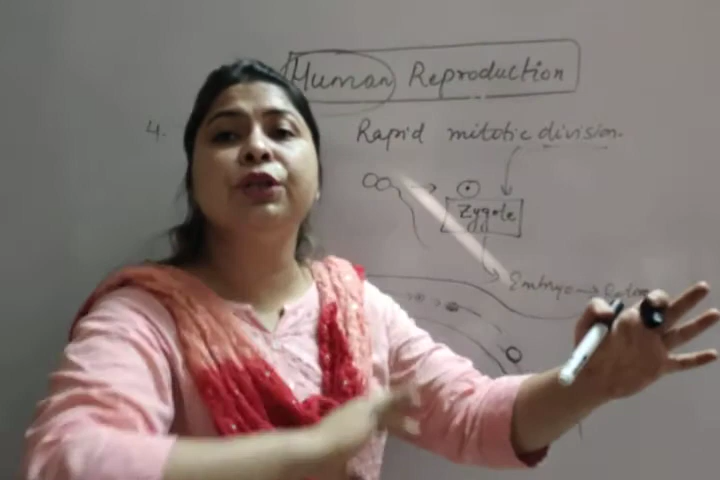 Human Reproduction
4. Rapid mitotic division.
Zygote
Embryo →